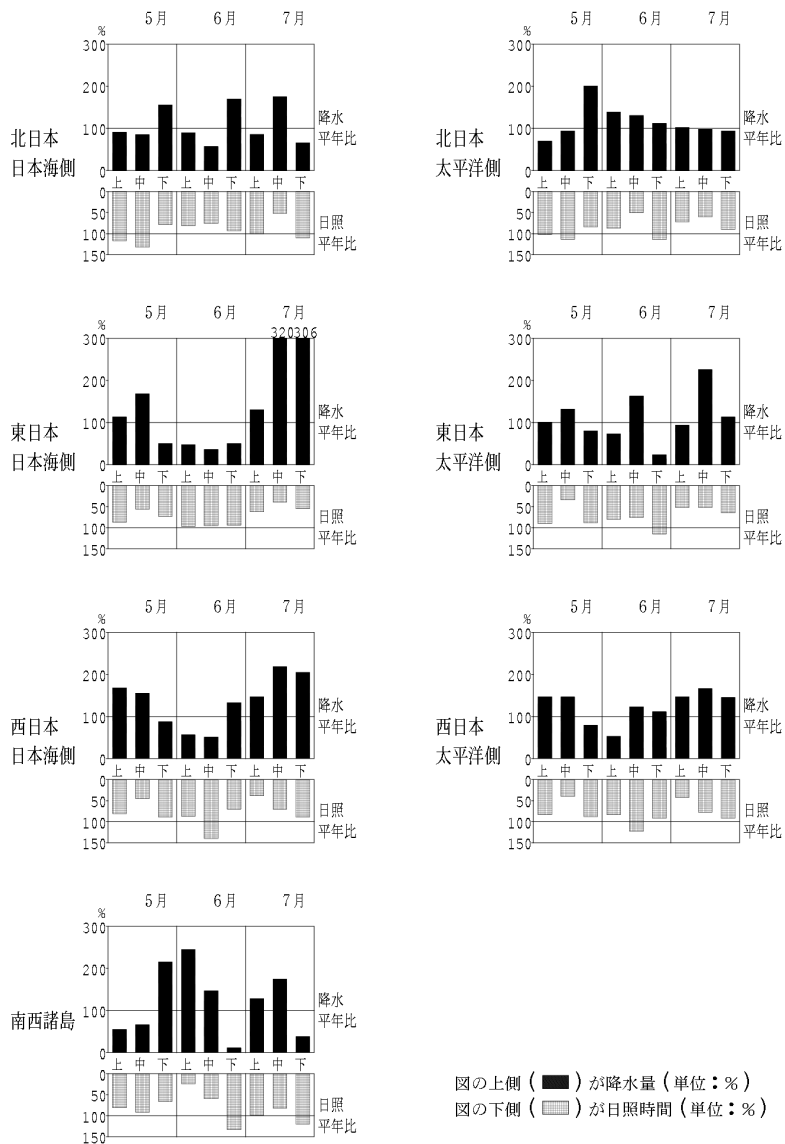 5月 6月 7月
%
300
200
100
0
降水
平年比
北日本
日本海側
上 中 下 上 中 下 上 中 下
0
50
100
150
日照
平年比
5月 6月 7月
%
300
200
100
0
降水
平年比
北日本
太平洋側
上 中 下 上 中 下 上 中 下
0
50
100
150
日照
平年比
5月 6月 7月
%
320306
300
200
100
0
降水
平年比
東日本
日本海側
上 中 下 上 中 下 上 中 下
0
50
100
150
日照
平年比
5月 6月 7月
%
300
200
100
0
降水
平年比
東日本
太平洋側
上 中 下 上 中 下 上 中 下
0
50
100
150
日照
平年比
5月 6月 7月
%
300
200
100
0
降水
平年比
西日本
日本海側
上 中 下 上 中 下 上 中 下
0
50
100
150
日照
平年比
5月 6月 7月
%
300
200
100
0
降水
平年比
西日本
太平洋側
上 中 下 上 中 下 上 中 下
0
50
100
150
日照
平年比
5月 6月 7月
%
300
200
100
0
降水
平年比
南西諸島
上 中 下 上 中 下 上 中 下
0
50
100
150
日照
平年比
図の上側( )が降水量(単位:%)
図の下側( )が日照時間(単位:%)